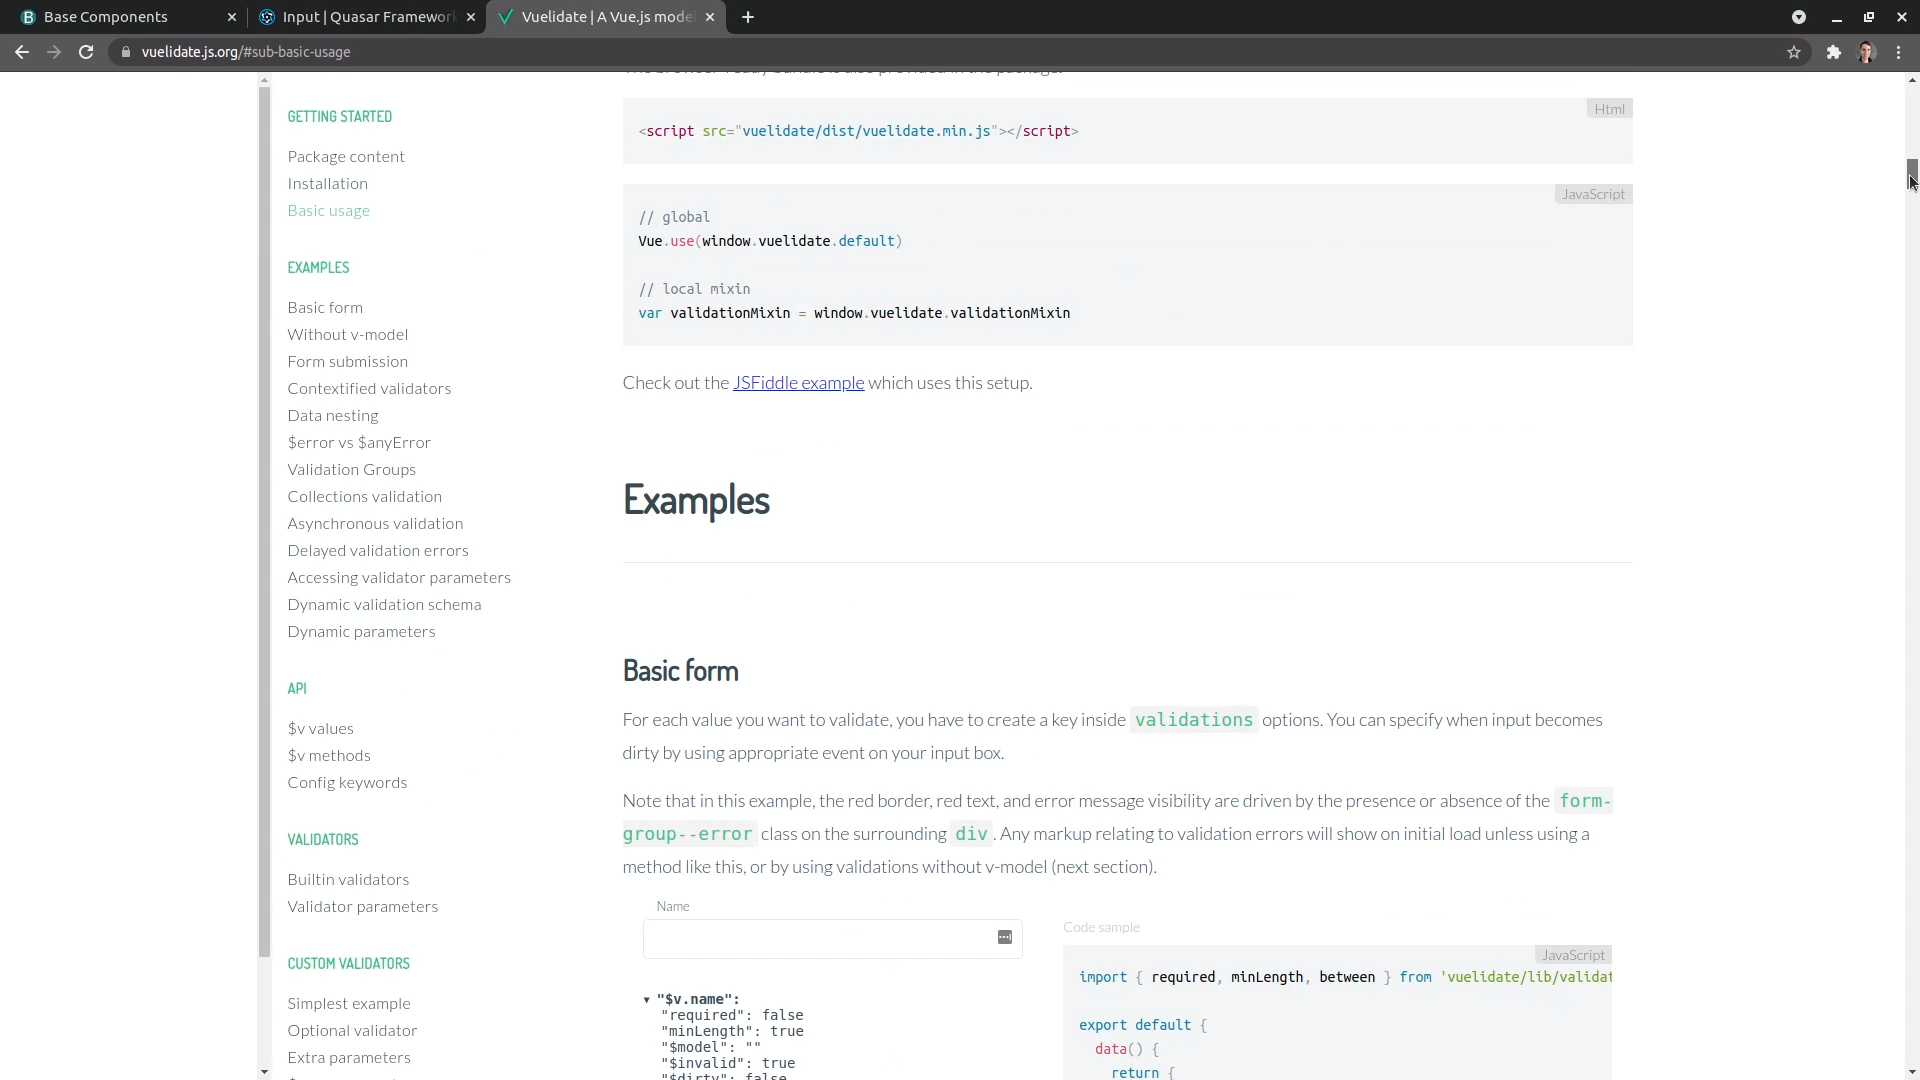 Base Components
Input | Quasar Framework
Vuelidate | A Vue.js mode
vuelidate.js.org/#sub-basic-usage
GETTING STARTED
Package content
Installation
Basic usage
EXAMPLES
Basic form
Without v-model
Form submission
Contextified validators
Data nesting
$error vs $anyError
Validation Groups
Collections validation
Asynchronous validation
Delayed validation errors
Accessing validator parameters
Dynamic validation schema
Dynamic parameters
API
$v values
$v methods
Config keywords
VALIDATORS
Builtin validators
Validator parameters
CUSTOM VALIDATORS
Simplest example
Optional validator
Extra parameters
Html
<script src="vuelidate/dist/vuelidate.min.js"></script>
JavaScript
// global
Vue.use(window.vuelidate.default)
// local mixin
var validationMixin = window.vuelidate.validationMixin
Check out the JSFiddle example which uses this setup.
Examples
Basic form
For each value you want to validate, you have to create a key inside validations options. You can specify when input becomes
dirty by using appropriate event on your input box.
Note that in this example, the red border, red text, and error message visibility are driven by the presence or absence of the form-
group--error class on the surrounding div. Any markup relating to validation errors will show on initial load unless using a
method like this, or by using validations without v-model (next section).
Name
"$v.name":
"required": false
"minLength": true
"$model": ""
"$invalid": true
"$dirty": false
Code sample
JavaScript
import { required, minLength, between } from 'vuelidate/lib/validat
export default {
data() {
return {